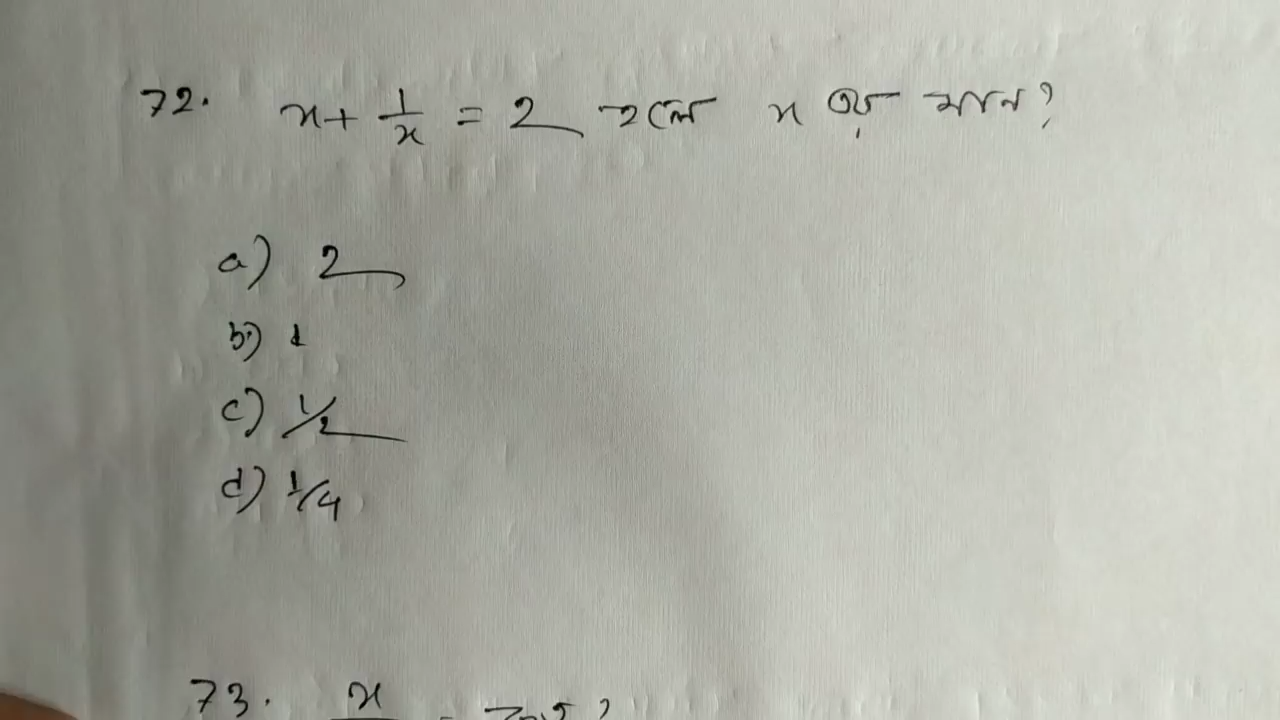 72. x + 1/x = 2 হলে x এর মান?
a) 2
b) 1
c) 1/2
d) 1/4
73. x